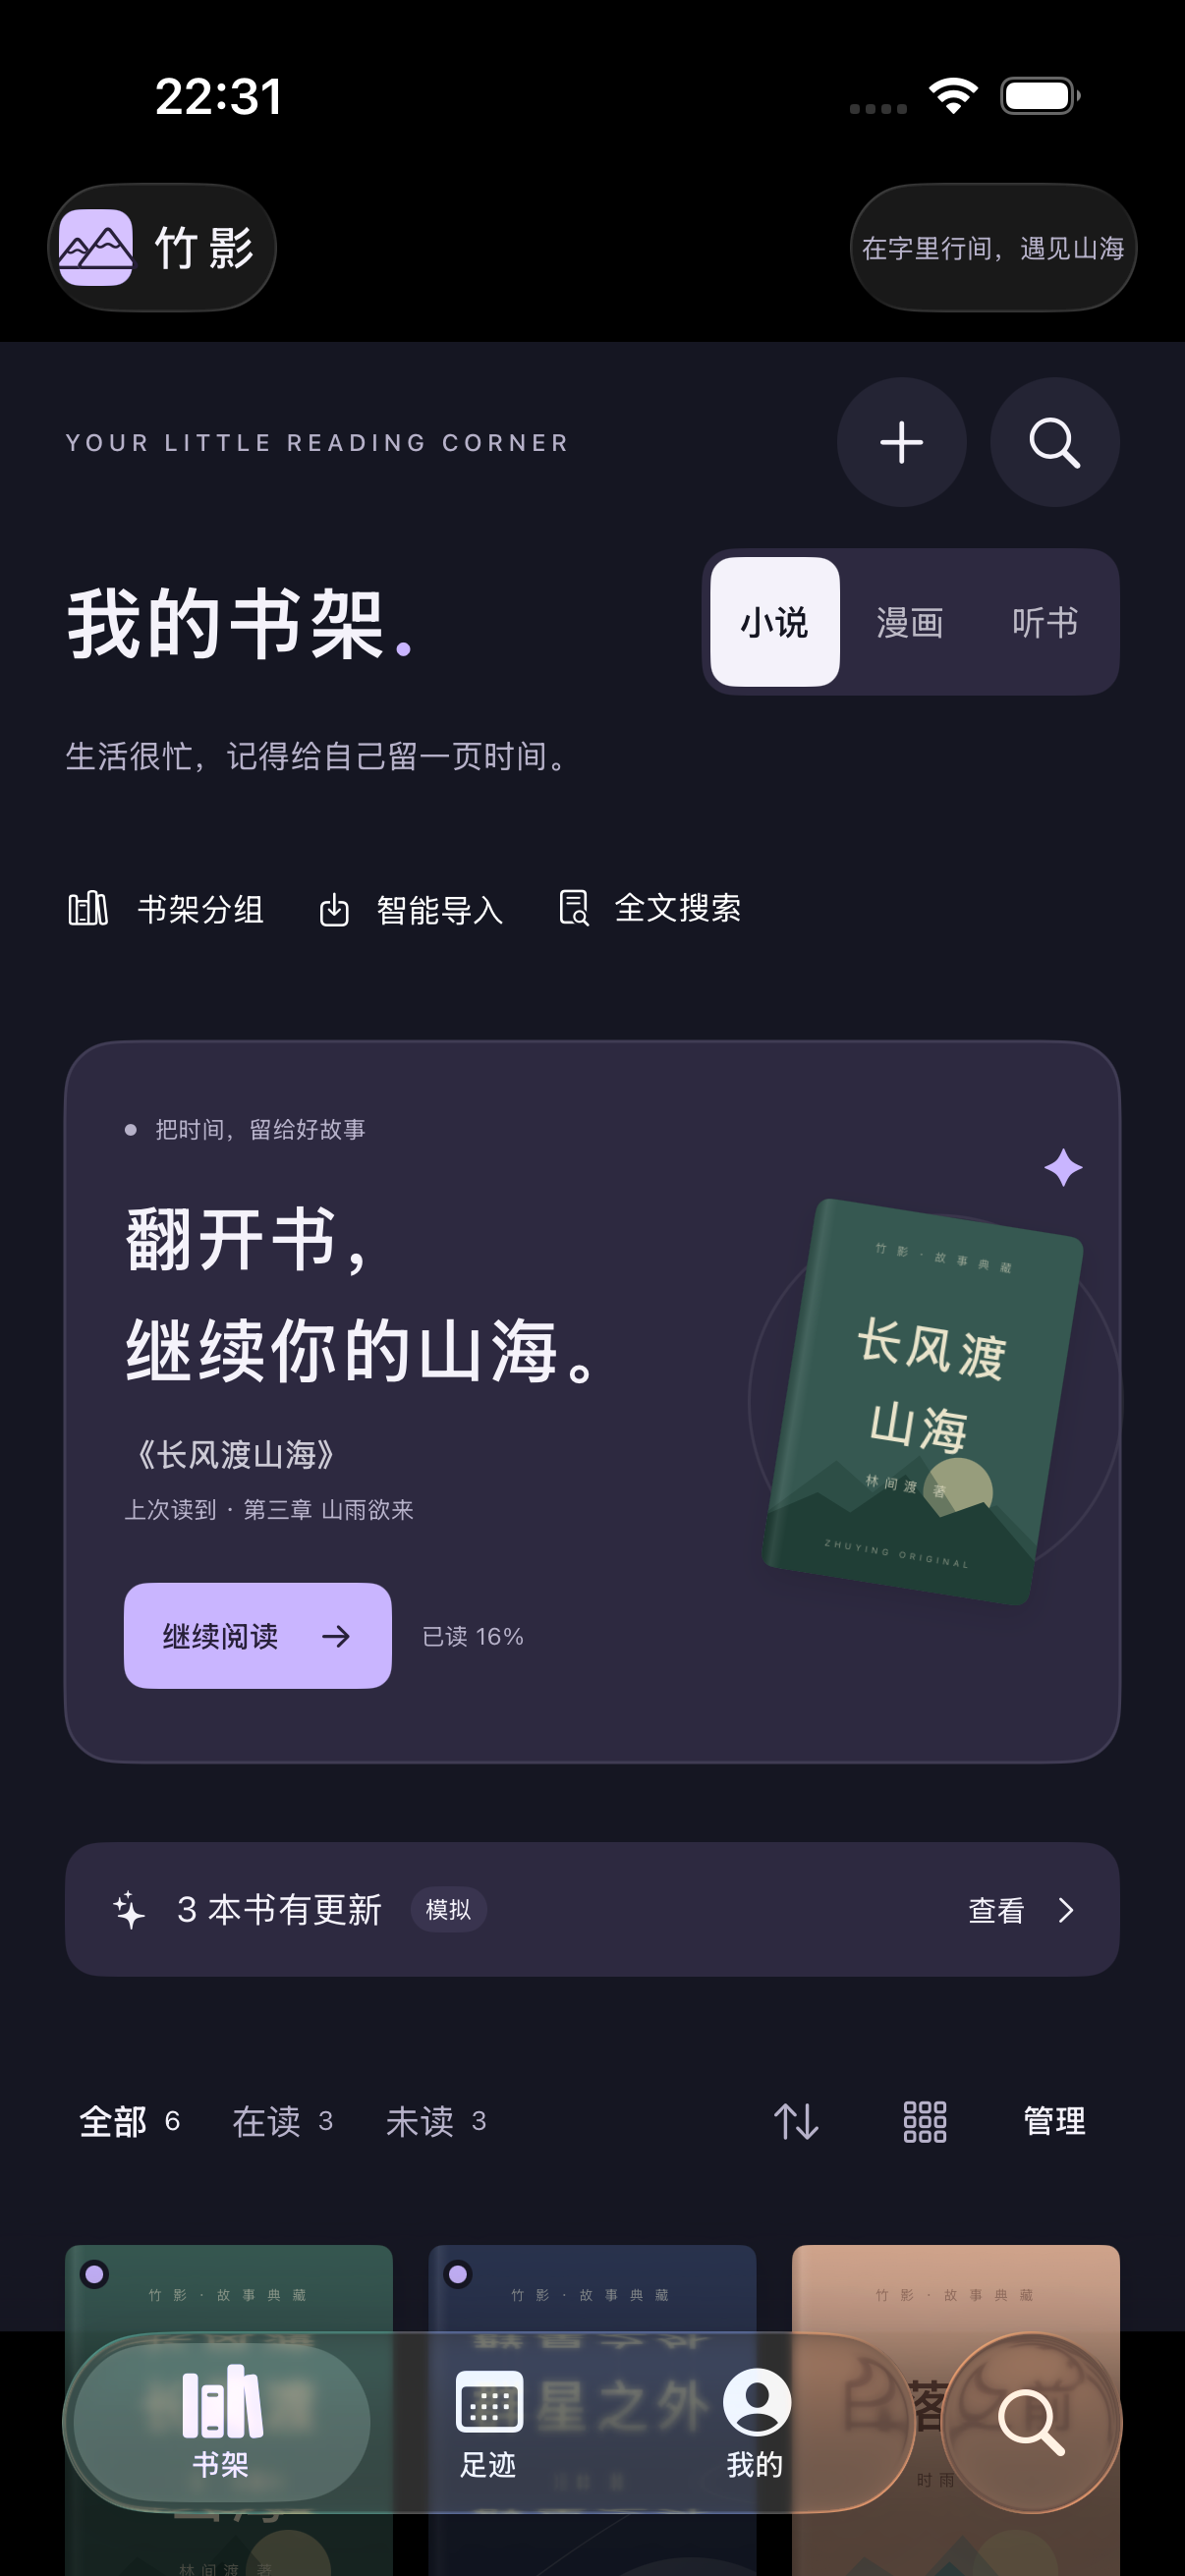 22:31
竹影
在字里行间，遇见山海
YOUR LITTLE READING CORNER
我的书架.
小说 漫画 听书
生活很忙，记得给自己留一页时间。
书架分组 智能导入 全文搜索
把时间，留给好故事
翻开书，
继续你的山海。
《长风渡山海》
上次读到 · 第三章 山雨欲来
继续阅读 已读 16%
竹影 · 故事典藏
长风渡
山海
林间渡 著
ZHUYING ORIGINAL
3 本书有更新 模拟 查看
全部 6 在读 3 未读 3 管理
竹影 · 故事典藏
竹影 · 故事典藏
竹影 · 故事典藏
星之外
落
时雨
林间渡 著
书架 足迹 我的